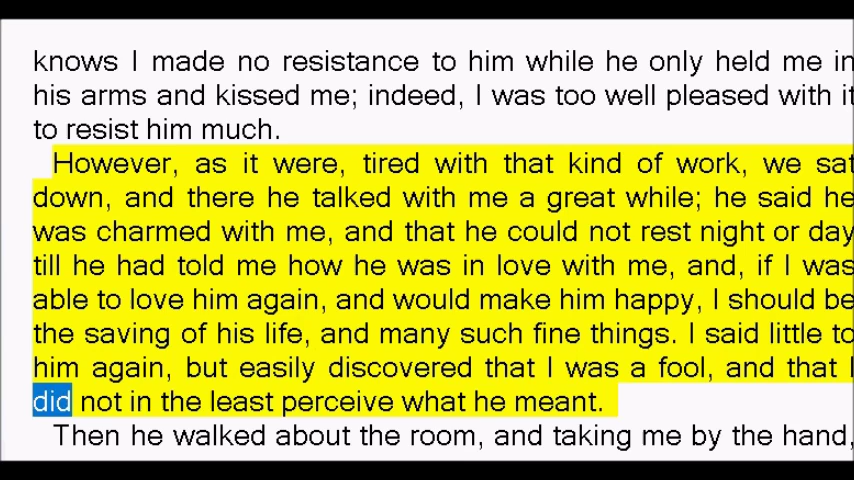 knows I made no resistance to him while he only held me in
his arms and kissed me; indeed, I was too well pleased with it
to resist him much.
However, as it were, tired with that kind of work, we sat
down, and there he talked with me a great while; he said he
was charmed with me, and that he could not rest night or day
till he had told me how he was in love with me, and, if I was
able to love him again, and would make him happy, I should be
the saving of his life, and many such fine things. I said little to
him again, but easily discovered that I was a fool, and that I
did not in the least perceive what he meant.
Then he walked about the room, and taking me by the hand,